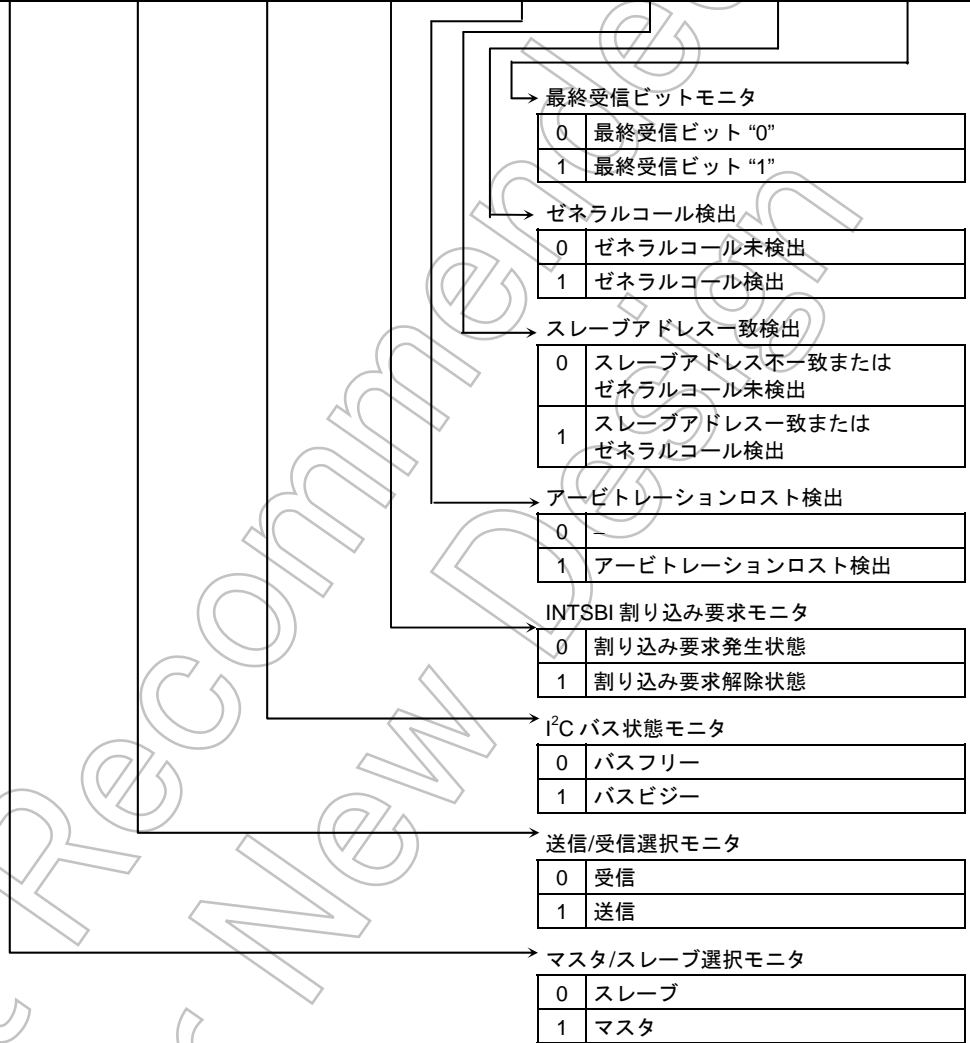 最終受信ビットモニタ
0 最終受信ビット “0”
1 最終受信ビット “1”
ゼネラルコール検出
0 ゼネラルコール未検出
1 ゼネラルコール検出
スレーブアドレス一致検出
0 スレーブアドレス不一致または
ゼネラルコール未検出
1 スレーブアドレス一致または
ゼネラルコール検出
アービトレーションロスト検出
0 −
1 アービトレーションロスト検出
INTSBI 割り込み要求モニタ
0 割り込み要求発生状態
1 割り込み要求解除状態
I²C バス状態モニタ
0 バスフリー
1 バスビジー
送信/受信選択モニタ
0 受信
1 送信
マスタ/スレーブ選択モニタ
0 スレーブ
1 マスタ
Recommended
New Design